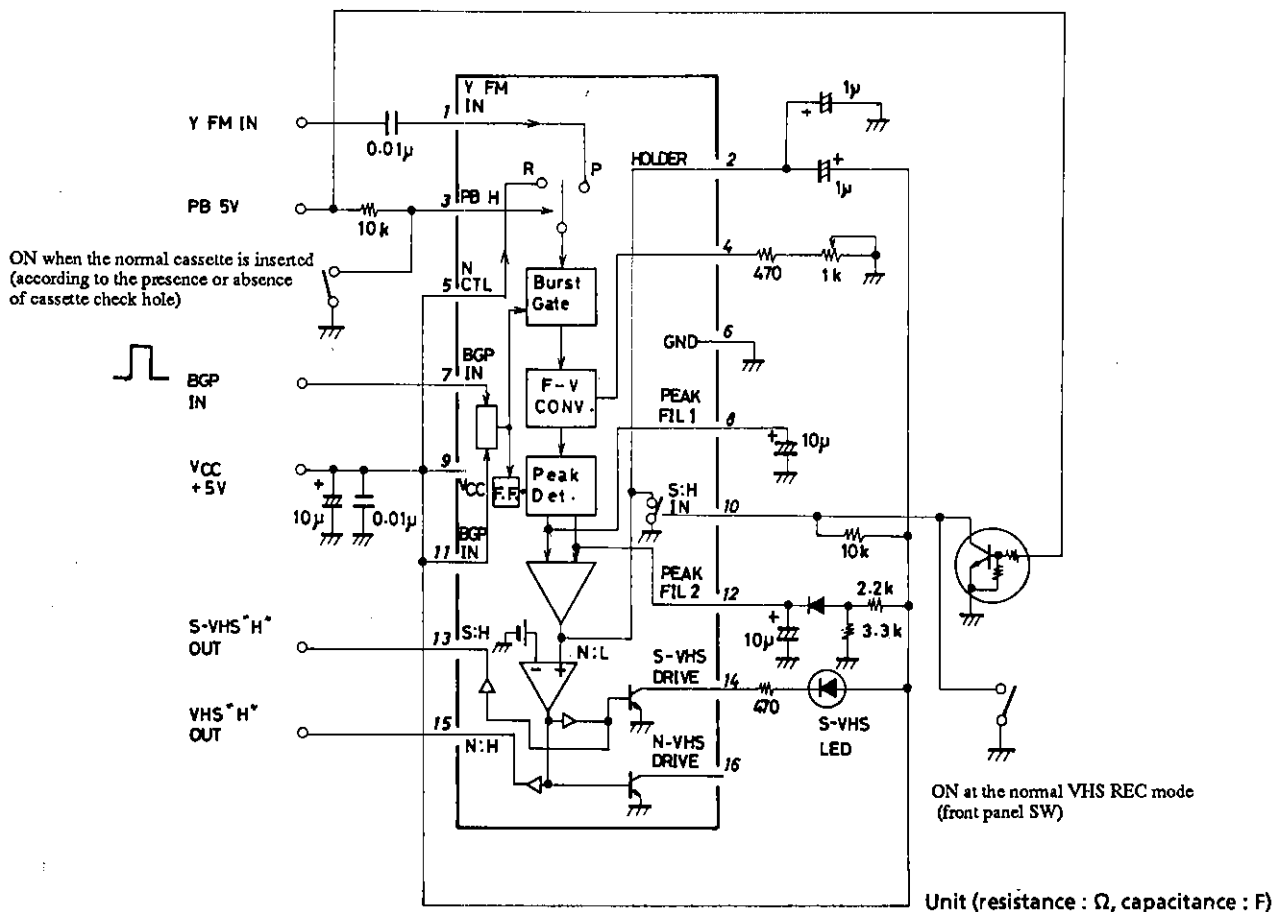 Y FM IN
0.01μ
1
Y FM
IN
R
P
HOLDER
2
1μ
+
+
1μ
PB 5V
10k
3
PB H
ON when the normal cassette is inserted
(according to the presence or absence
of cassette check hole)
N
CTL
5
Burst
Gate
4
470
1k
GND
6
BGP
IN
7
BGP
IN
F-V
CONV.
PEAK
FIL 1
8
+
10μ
VCC
+5V
+
10μ
0.01μ
9
VCC
F.F.
Peak
Det.
S:H
IN
10
10k
BGP
IN
11
PEAK
FIL 2
12
+
10μ
2.2k
3.3k
S-VHS"H"
OUT
13
S:H
N:L
-
+
S-VHS
DRIVE
14
470
S-VHS
LED
VHS"H"
OUT
15
N:H
N-VHS
DRIVE
16
ON at the normal VHS REC mode
(front panel SW)
Unit (resistance : Ω, capacitance : F)